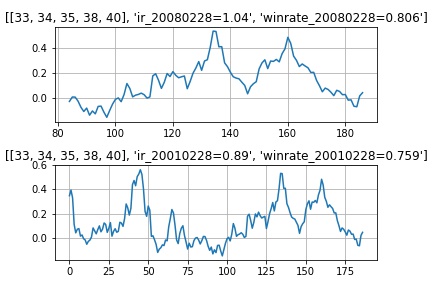 [[33, 34, 35, 38, 40], 'ir_20080228=1.04', 'winrate_20080228=0.806']
0.4
0.2
0.0
80 100 120 140 160 180
[[33, 34, 35, 38, 40], 'ir_20010228=0.89', 'winrate_20010228=0.759']
0.6
0.4
0.2
0.0
0 25 50 75 100 125 150 175